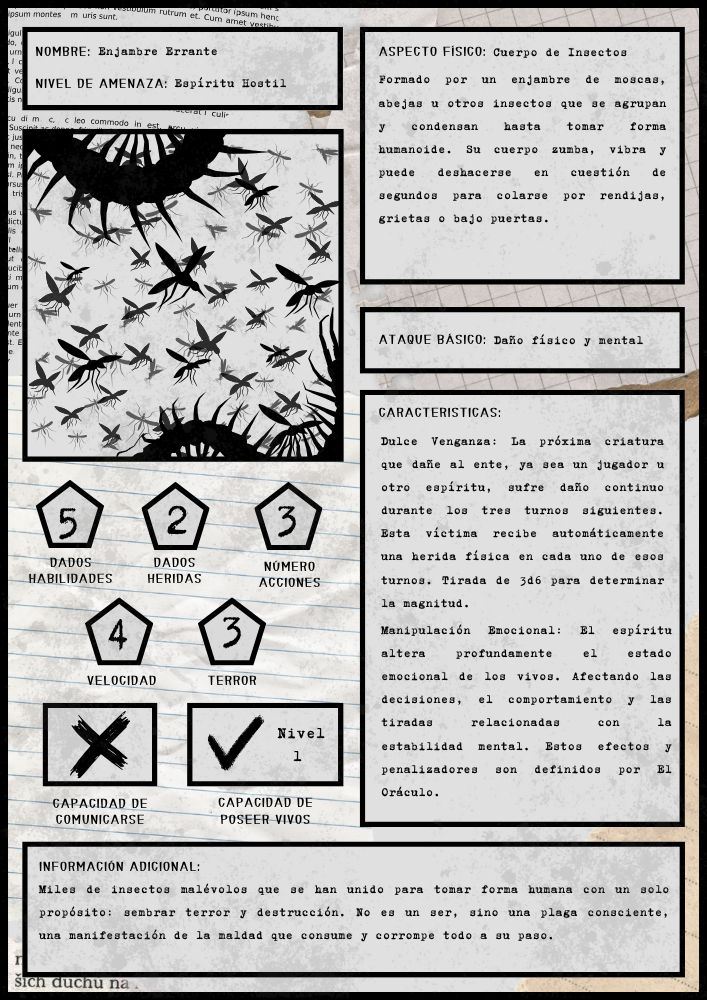 NOMBRE: Enjambre Errante
NIVEL DE AMENAZA: Espíritu Hostil
ASPECTO FÍSICO: Cuerpo de Insectos
Formado por un enjambre de moscas,
abejas u otros insectos que se agrupan
y condensan hasta tomar forma
humanoide. Su cuerpo zumba, vibra y
puede deshacerse en cuestión de
segundos para colarse por rendijas,
grietas o bajo puertas.
ATAQUE BÁSICO: Daño físico y mental
CARACTERISTICAS:
Dulce Venganza: La próxima criatura
que dañe al ente, ya sea un jugador u
otro espíritu, sufre daño continuo
durante los tres turnos siguientes.
Esta víctima recibe automáticamente
una herida física en cada uno de esos
turnos. Tirada de 3d6 para determinar
la magnitud.
Manipulación Emocional: El espíritu
altera profundamente el estado
emocional de los vivos. Afectando las
decisiones, el comportamiento y las
tiradas relacionadas con la
estabilidad mental. Estos efectos y
penalizadores son definidos por El
Oráculo.
5
DADOS
HABILIDADES
2
DADOS
HERIDAS
3
NÚMERO
ACCIONES
4
VELOCIDAD
3
TERROR
CAPACIDAD DE
COMUNICARSE
Nivel
1
CAPACIDAD DE
POSEER VIVOS
INFORMACIÓN ADICIONAL:
Miles de insectos malévolos que se han unido para tomar forma humana con un solo
propósito: sembrar terror y destrucción. No es un ser, sino una plaga consciente,
una manifestación de la maldad que consume y corrompe todo a su paso.
šich duchu na